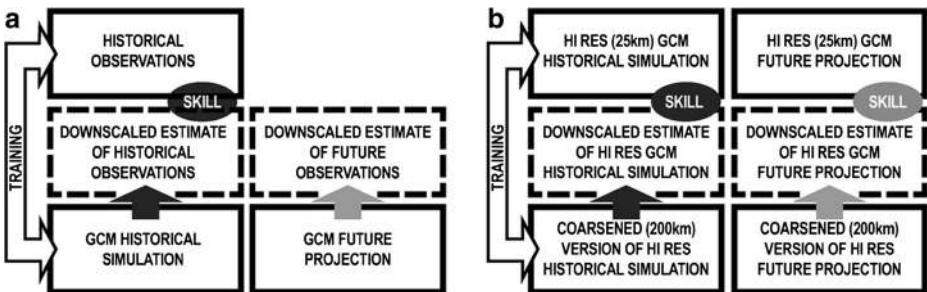 a
TRAINING
HISTORICAL
OBSERVATIONS
SKILL
DOWNSCALED ESTIMATE
OF HISTORICAL
OBSERVATIONS
DOWNSCALED ESTIMATE
OF FUTURE
OBSERVATIONS
GCM HISTORICAL
SIMULATION
GCM FUTURE
PROJECTION
b
TRAINING
HI RES (25km) GCM
HISTORICAL SIMULATION
HI RES (25km) GCM
FUTURE PROJECTION
SKILL
SKILL
DOWNSCALED ESTIMATE
OF HI RES GCM
HISTORICAL SIMULATION
DOWNSCALED ESTIMATE
OF HI RES GCM
FUTURE PROJECTION
COARSENED (200km)
VERSION OF HI RES
HISTORICAL SIMULATION
COARSENED (200km)
VERSION OF HI RES
FUTURE PROJECTION